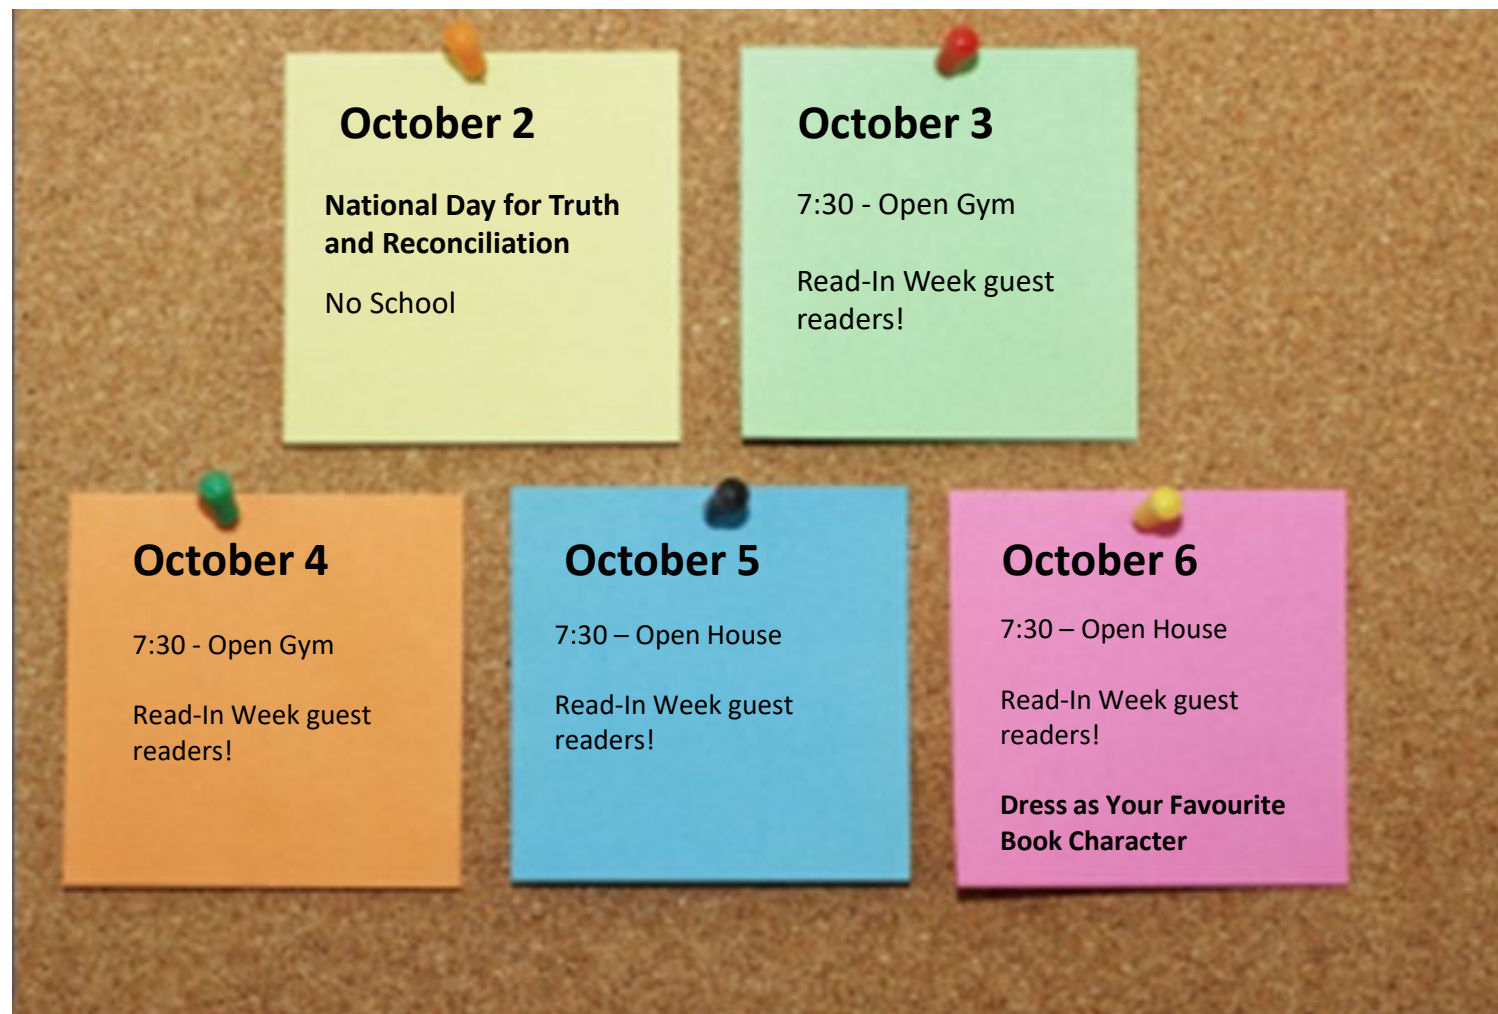 October 2
National Day for Truth
and Reconciliation
No School
October 3
7:30 - Open Gym
Read-In Week guest
readers!
October 4
7:30 - Open Gym
Read-In Week guest
readers!
October 5
7:30 – Open House
Read-In Week guest
readers!
October 6
7:30 – Open House
Read-In Week guest
readers!
Dress as Your Favourite
Book Character